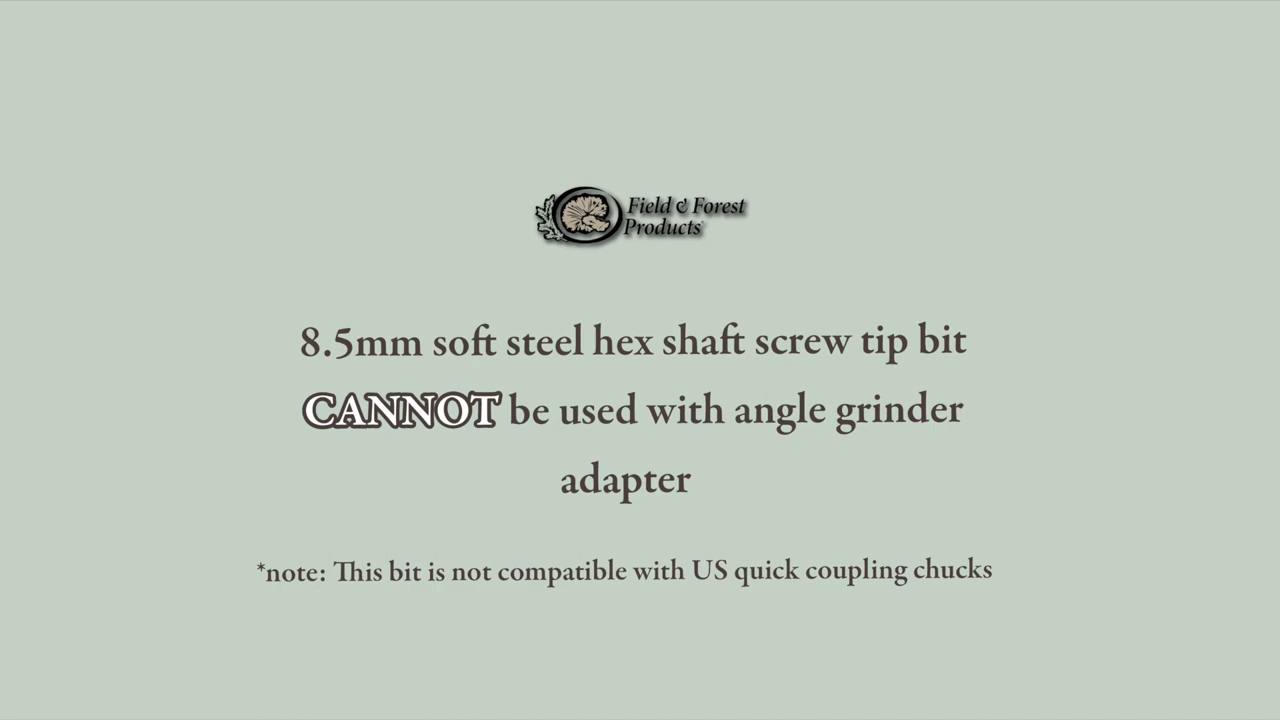 Field & Forest
Products
8.5mm soft steel hex shaft screw tip bit
CANNOT be used with angle grinder
adapter
*note: This bit is not compatible with US quick coupling chucks